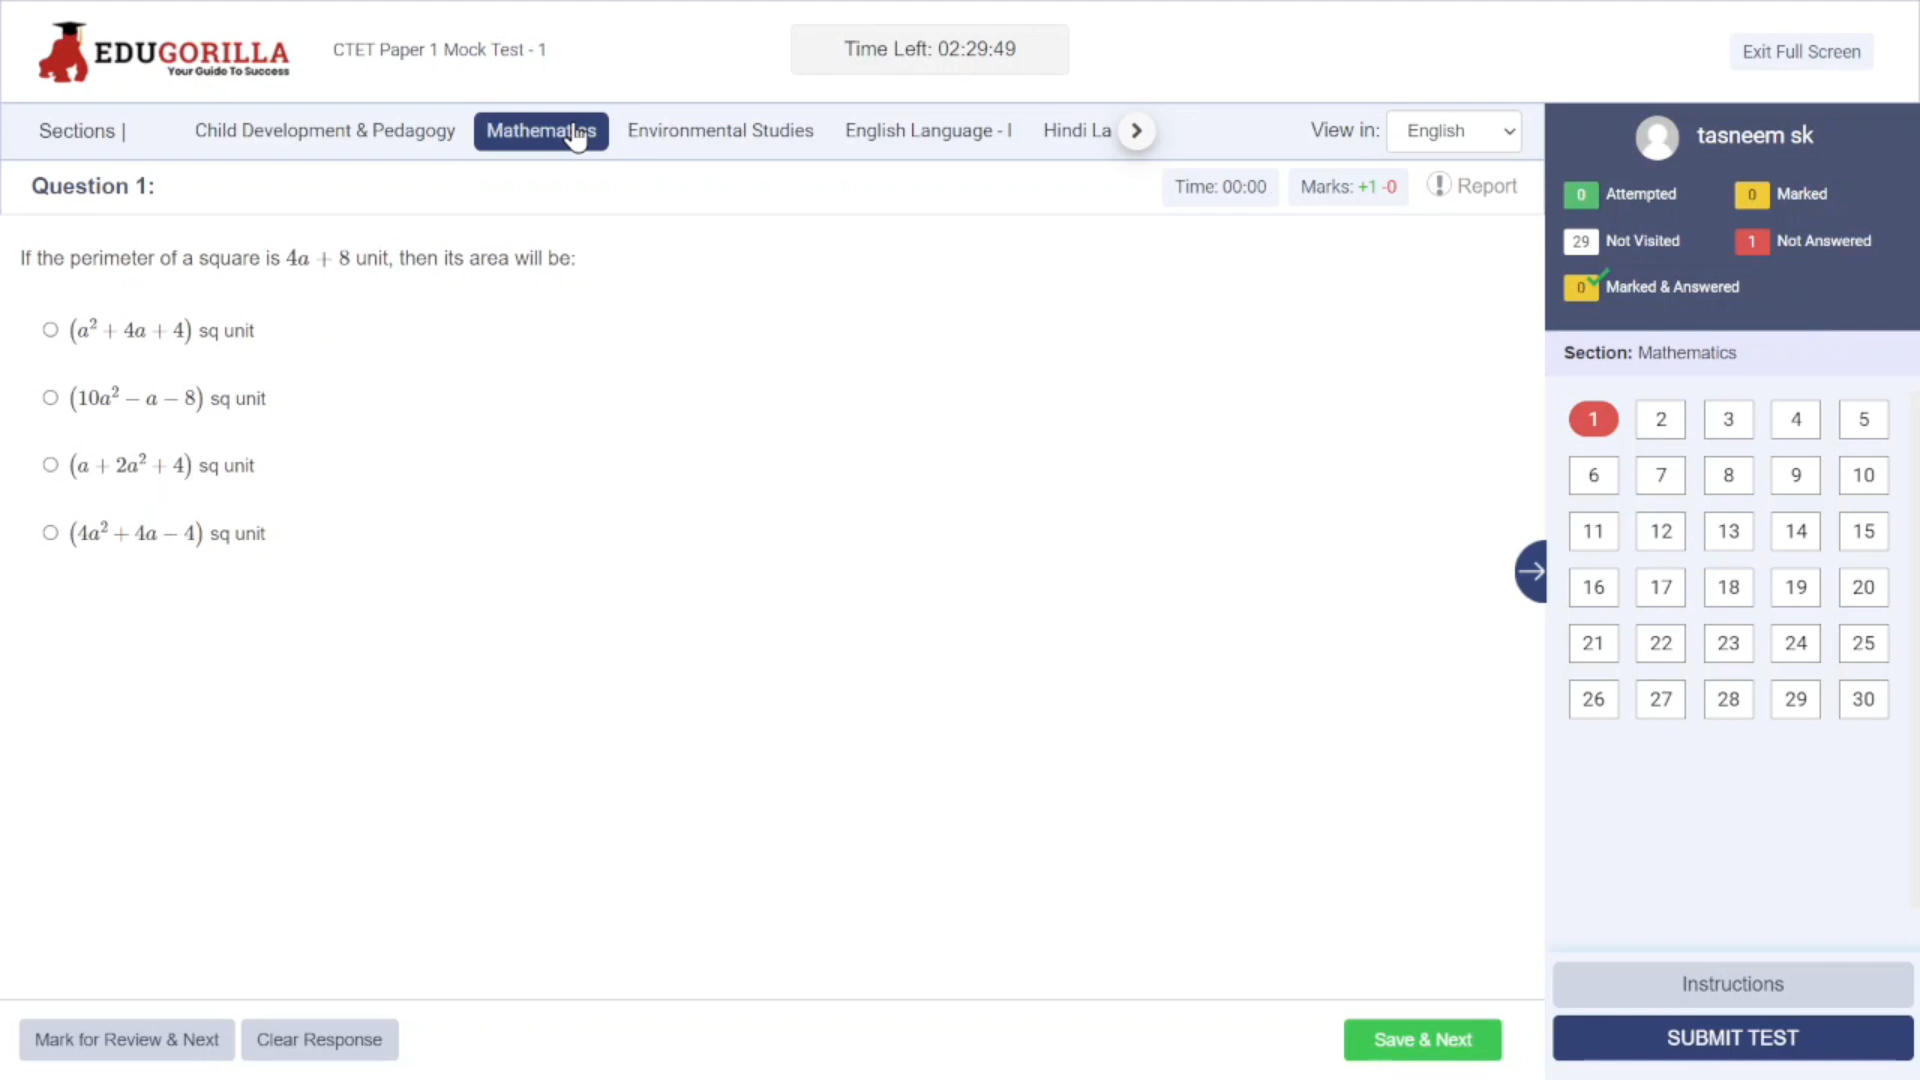 EDUGORILLA
Your Guide To Success
CTET Paper 1 Mock Test - 1
Time Left: 02:29:49
Exit Full Screen
Sections |
Child Development & Pedagogy
Mathematics
Environmental Studies
English Language - I
Hindi La
View in:
English
tasneem sk
Question 1:
Time: 00:00
Marks: +1 -0
Report
0 Attempted
0 Marked
29 Not Visited
1 Not Answered
0 Marked & Answered
If the perimeter of a square is 4a + 8 unit, then its area will be:
(a² + 4a + 4) sq unit
(10a² − a − 8) sq unit
(a + 2a² + 4) sq unit
(4a² + 4a − 4) sq unit
Section: Mathematics
1 2 3 4 5
6 7 8 9 10
11 12 13 14 15
16 17 18 19 20
21 22 23 24 25
26 27 28 29 30
Instructions
Mark for Review & Next
Clear Response
Save & Next
SUBMIT TEST